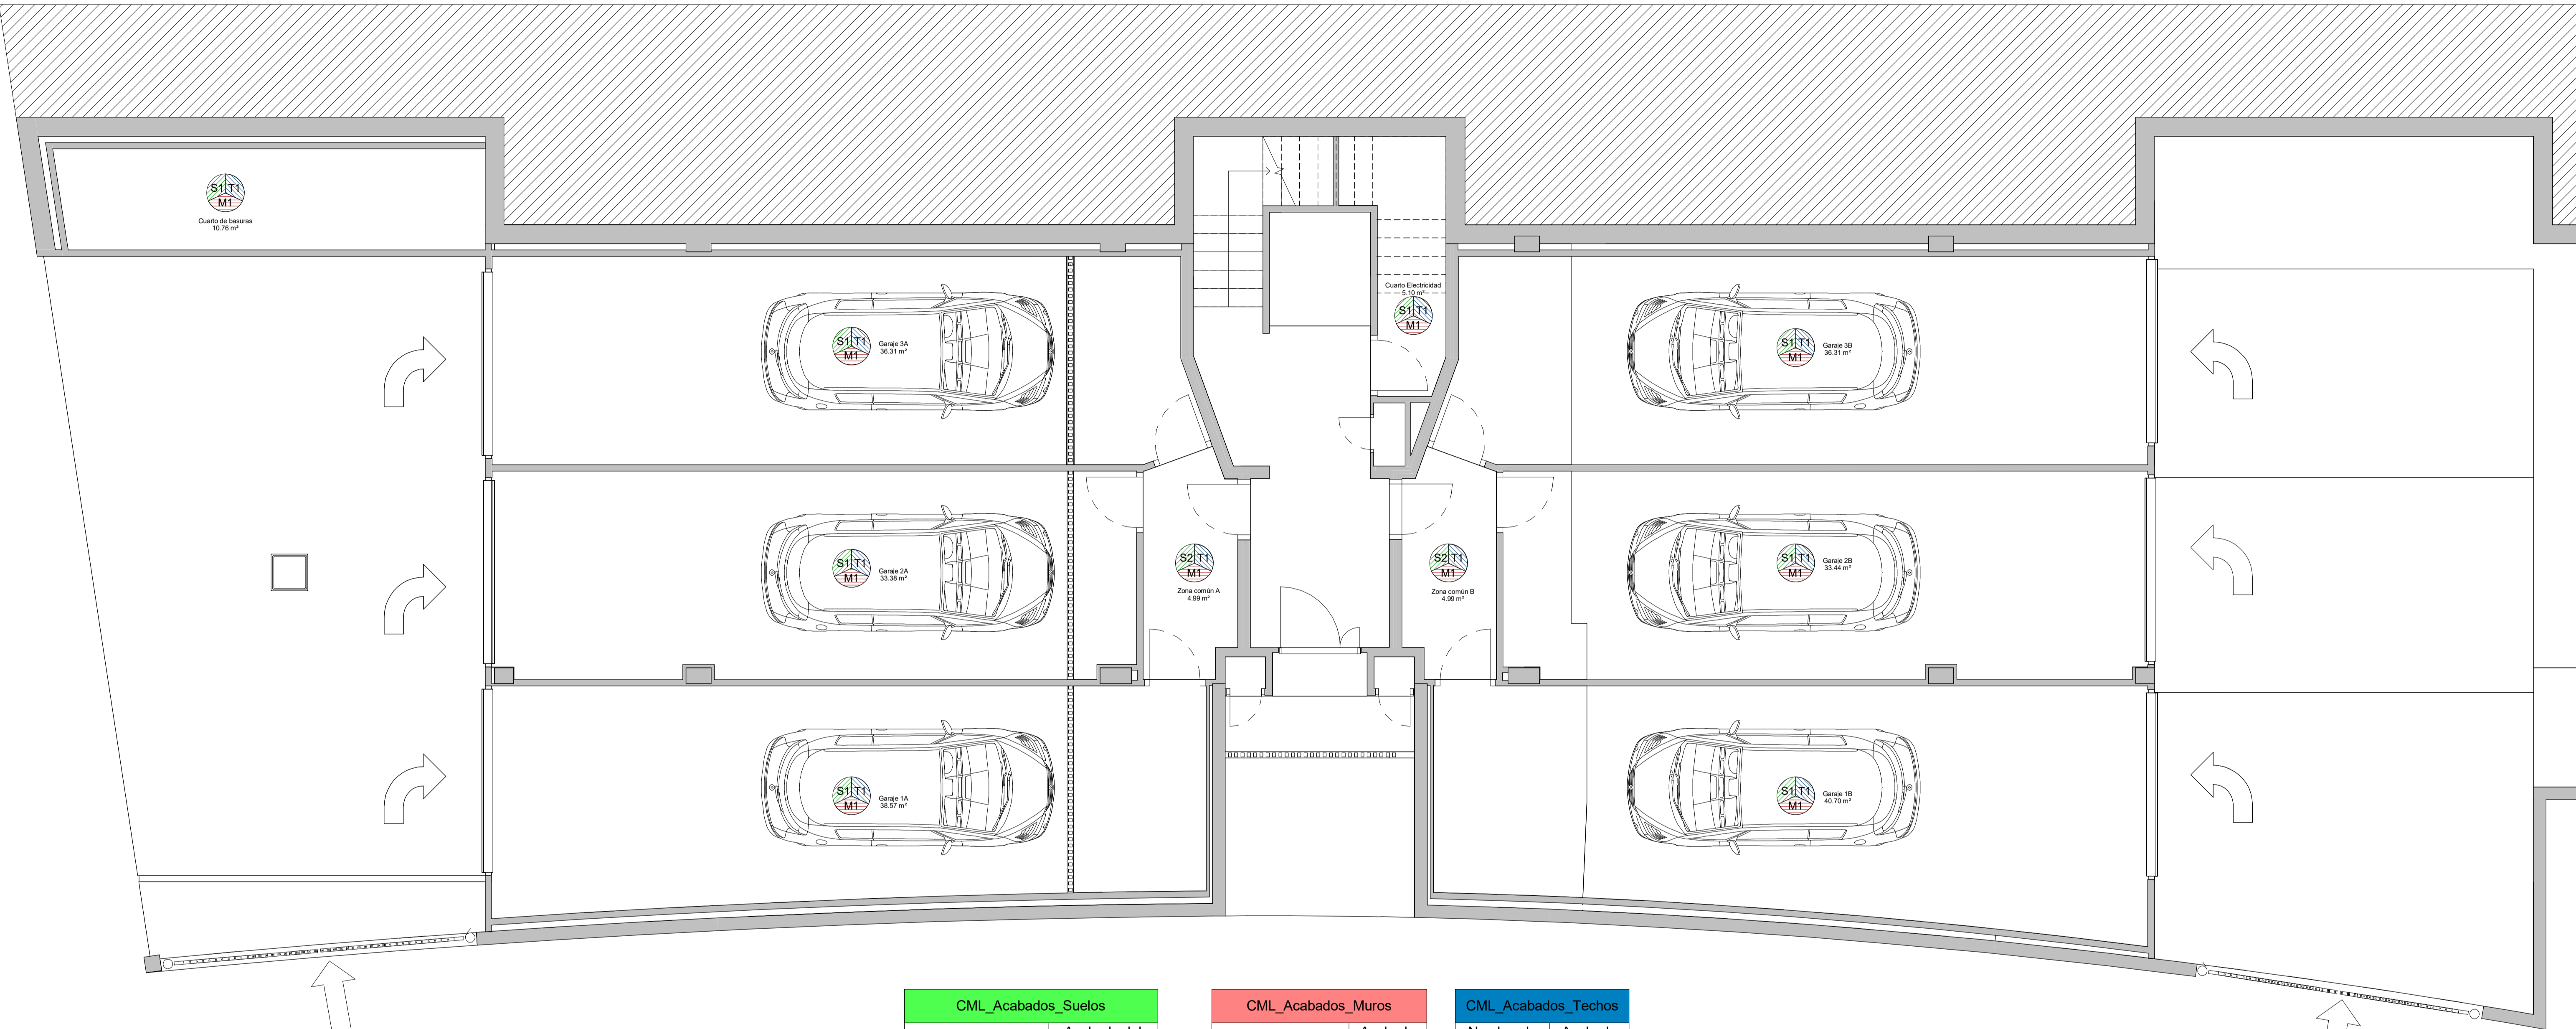 S1 T1
M1
Cuarto de basuras
10.76 m²
Cuarto Electricidad
5.10 m²
S1 T1
M1
S1 T1
M1
Garaje 3A
36.31 m²
S1 T1
M1
Garaje 3B
36.31 m²
S1 T1
M1
Garaje 2A
33.38 m²
S2 T1
M1
Zona común A
4.99 m²
S2 T1
M1
Zona común B
4.99 m²
S1 T1
M1
Garaje 2B
33.44 m²
S1 T1
M1
Garaje 1A
38.57 m²
S1 T1
M1
Garaje 1B
40.70 m²
CML_Acabados_Suelos
CML_Acabados_Muros
CML_Acabados_Techos